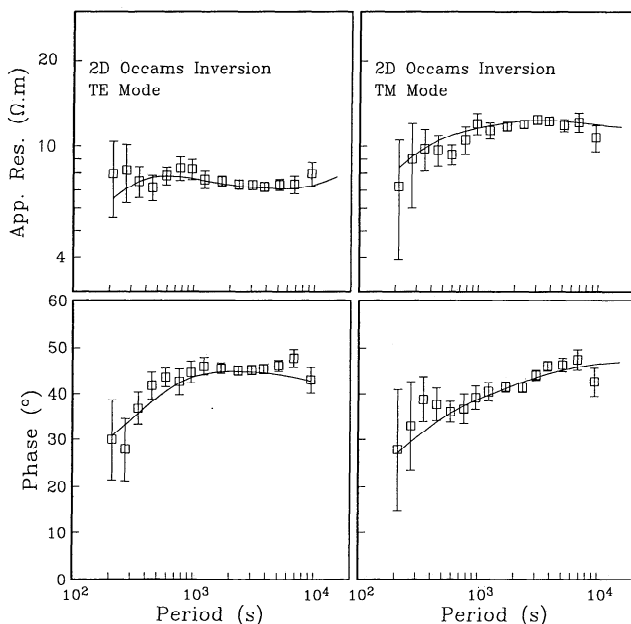 2D Occams Inversion
TE Mode
2D Occams Inversion
TM Mode
App. Res. (Ω.m)
20
10
4
Phase (°)
60
50
40
30
20
10
0
10² 10³ 10⁴ 10² 10³ 10⁴
Period (s) Period (s)